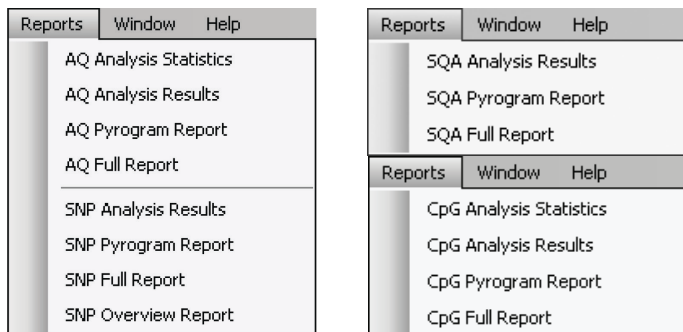 Reports Window Help
AQ Analysis Statistics
AQ Analysis Results
AQ Pyrogram Report
AQ Full Report
SNP Analysis Results
SNP Pyrogram Report
SNP Full Report
SNP Overview Report
Reports Window Help
SQA Analysis Results
SQA Pyrogram Report
SQA Full Report
Reports Window Help
CpG Analysis Statistics
CpG Analysis Results
CpG Pyrogram Report
CpG Full Report